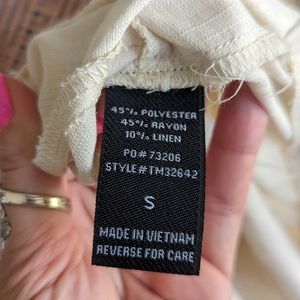 45% POLYESTER
45% RAYON
10% LINEN
PO#73206
STYLE#TM32642
S
MADE IN VIETNAM
REVERSE FOR CARE